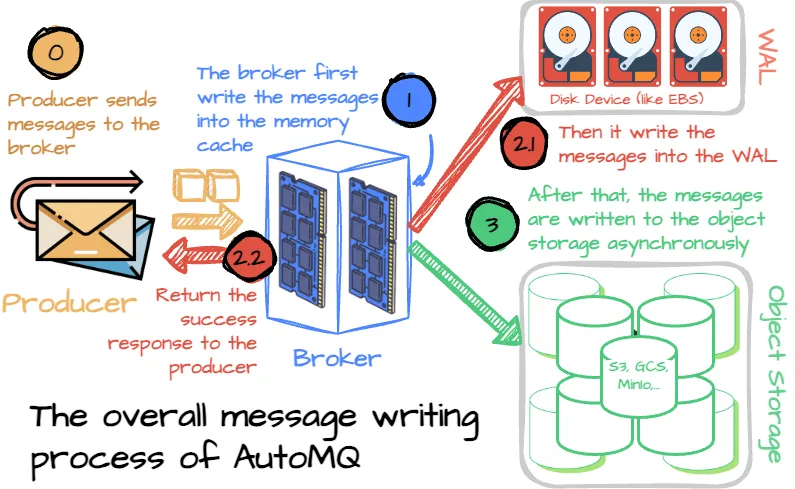 0
Producer sends
messages to the
broker
The broker first
write the messages
into the memory
cache
1
WAL
Disk Device (like EBS)
2.1
Then it write the
messages into the WAL
3
After that, the messages
are written to the object
storage asynchronously
2.2
Producer
Return the
success
response to the
producer
Broker
S3, GCS,
MinIo,...
Object Storage
The overall message writing
process of AutoMQ